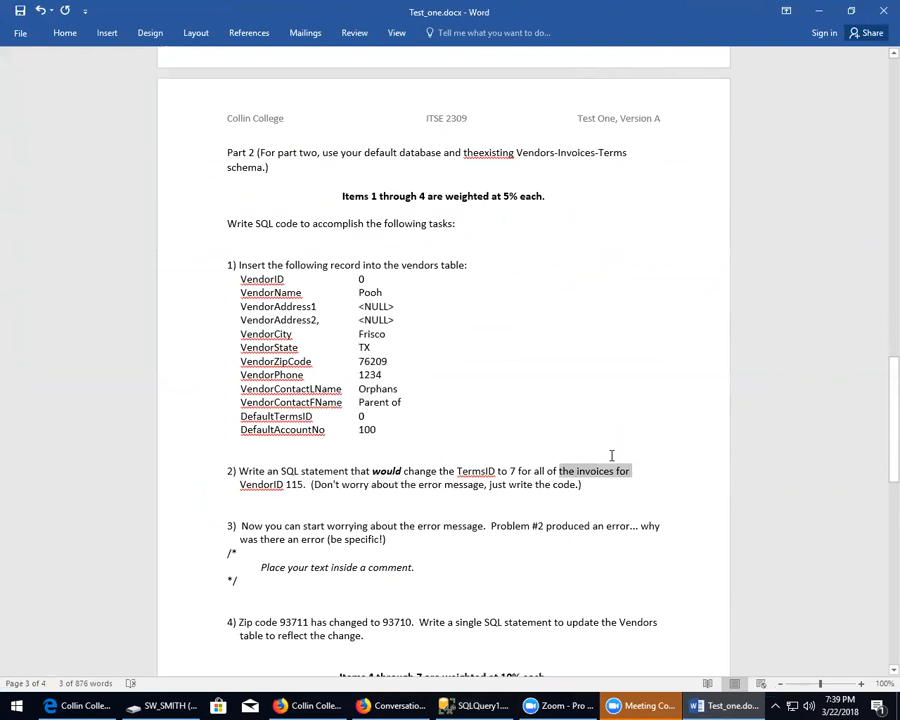 Test_one.docx - Word
File Home Insert Design Layout References Mailings Review View Tell me what you want to do... Sign in Share
Collin College ITSE 2309 Test One, Version A
Part 2 (For part two, use your default database and theexisting Vendors-Invoices-Terms
schema.)
Items 1 through 4 are weighted at 5% each.
Write SQL code to accomplish the following tasks:
1) Insert the following record into the vendors table:
VendorID 0
VendorName Pooh
VendorAddress1 <NULL>
VendorAddress2, <NULL>
VendorCity Frisco
VendorState TX
VendorZipCode 76209
VendorPhone 1234
VendorContactLName Orphans
VendorContactFName Parent of
DefaultTermsID 0
DefaultAccountNo 100
2) Write an SQL statement that would change the TermsID to 7 for all of the invoices for
VendorID 115. (Don't worry about the error message, just write the code.)
3) Now you can start worrying about the error message. Problem #2 produced an error... why
was there an error (be specific!)
/*
Place your text inside a comment.
*/
4) Zip code 93711 has changed to 93710. Write a single SQL statement to update the Vendors
table to reflect the change.
Items 4 through 7 are weighted at 10% each.
Page 3 of 4 3 of 876 words 100%
Collin Colle... SW_SMITH (... Collin Colle... Conversatio... SQLQuery1.... Zoom - Pro ... Meeting Co... Test_one.do... 7:39 PM
3/22/2018